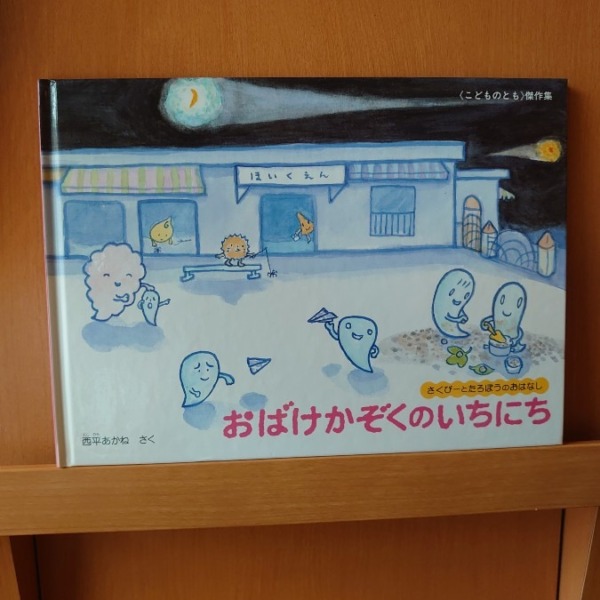 〈こどものとも〉傑作集
ほいくえん
さくぴーとたろぽうのおはなし
おばけかぞくのいちにち
西平あかね さく